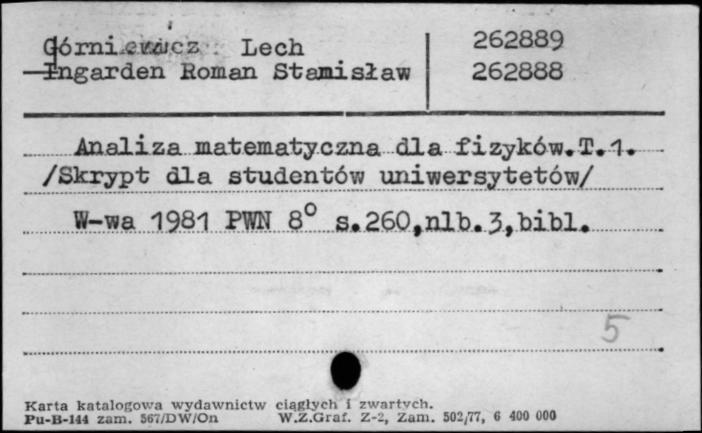 Górniewicz Lech 262889
Ingarden Roman Stanisław 262888
Analiza matematyczna dla fizyków.T.1.
/Skrypt dla studentów uniwersytetów/
W-wa 1981 PWN 8° s.260,nlb.3,bibl.
5
Karta katalogowa wydawnictw ciągłych i zwartych.
Pu-B-144 zam. 567/DW/On W.Z.Graf. Z-2, Zam. 502/77, 6 400 000